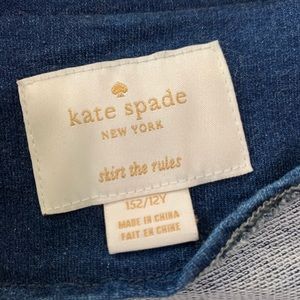 kate spade
NEW YORK
skirt the rules
152/12Y
MADE IN CHINA
FAIT EN CHINE